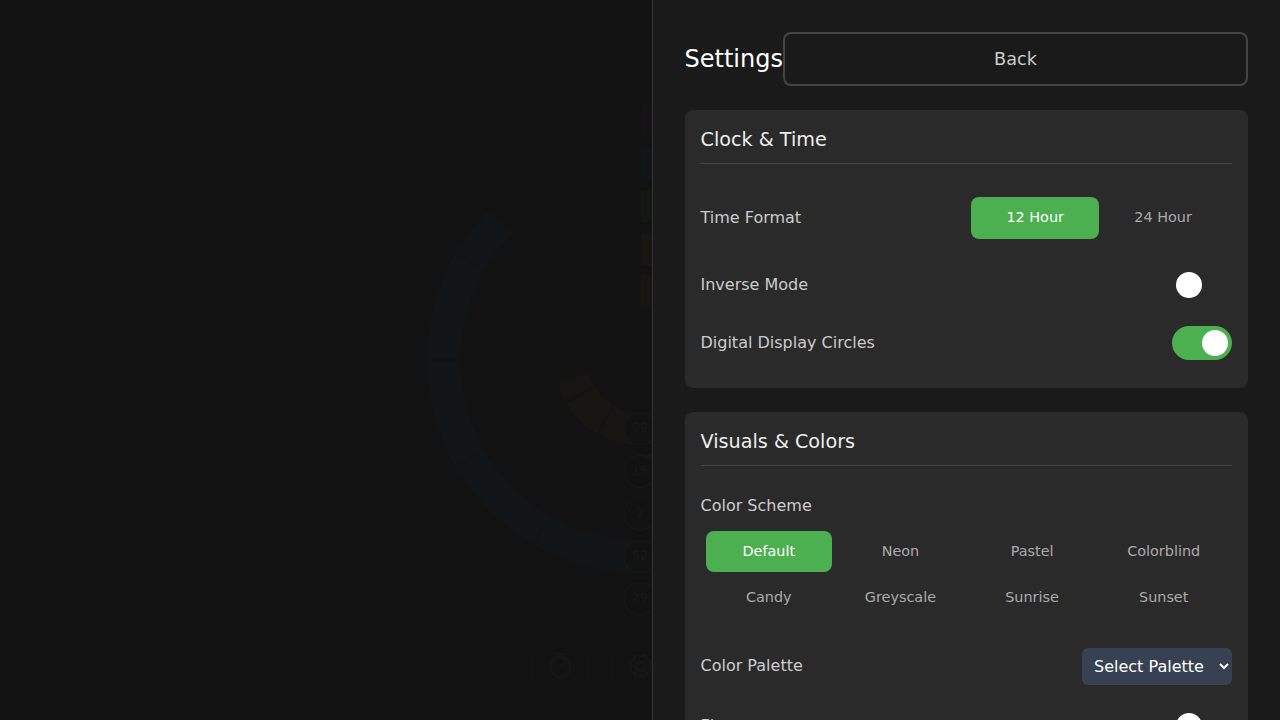 Settings
Back
Clock & Time
Time Format
12 Hour
24 Hour
Inverse Mode
Digital Display Circles
Visuals & Colors
Color Scheme
Default
Neon
Pastel
Colorblind
Candy
Greyscale
Sunrise
Sunset
Color Palette
Select Palette